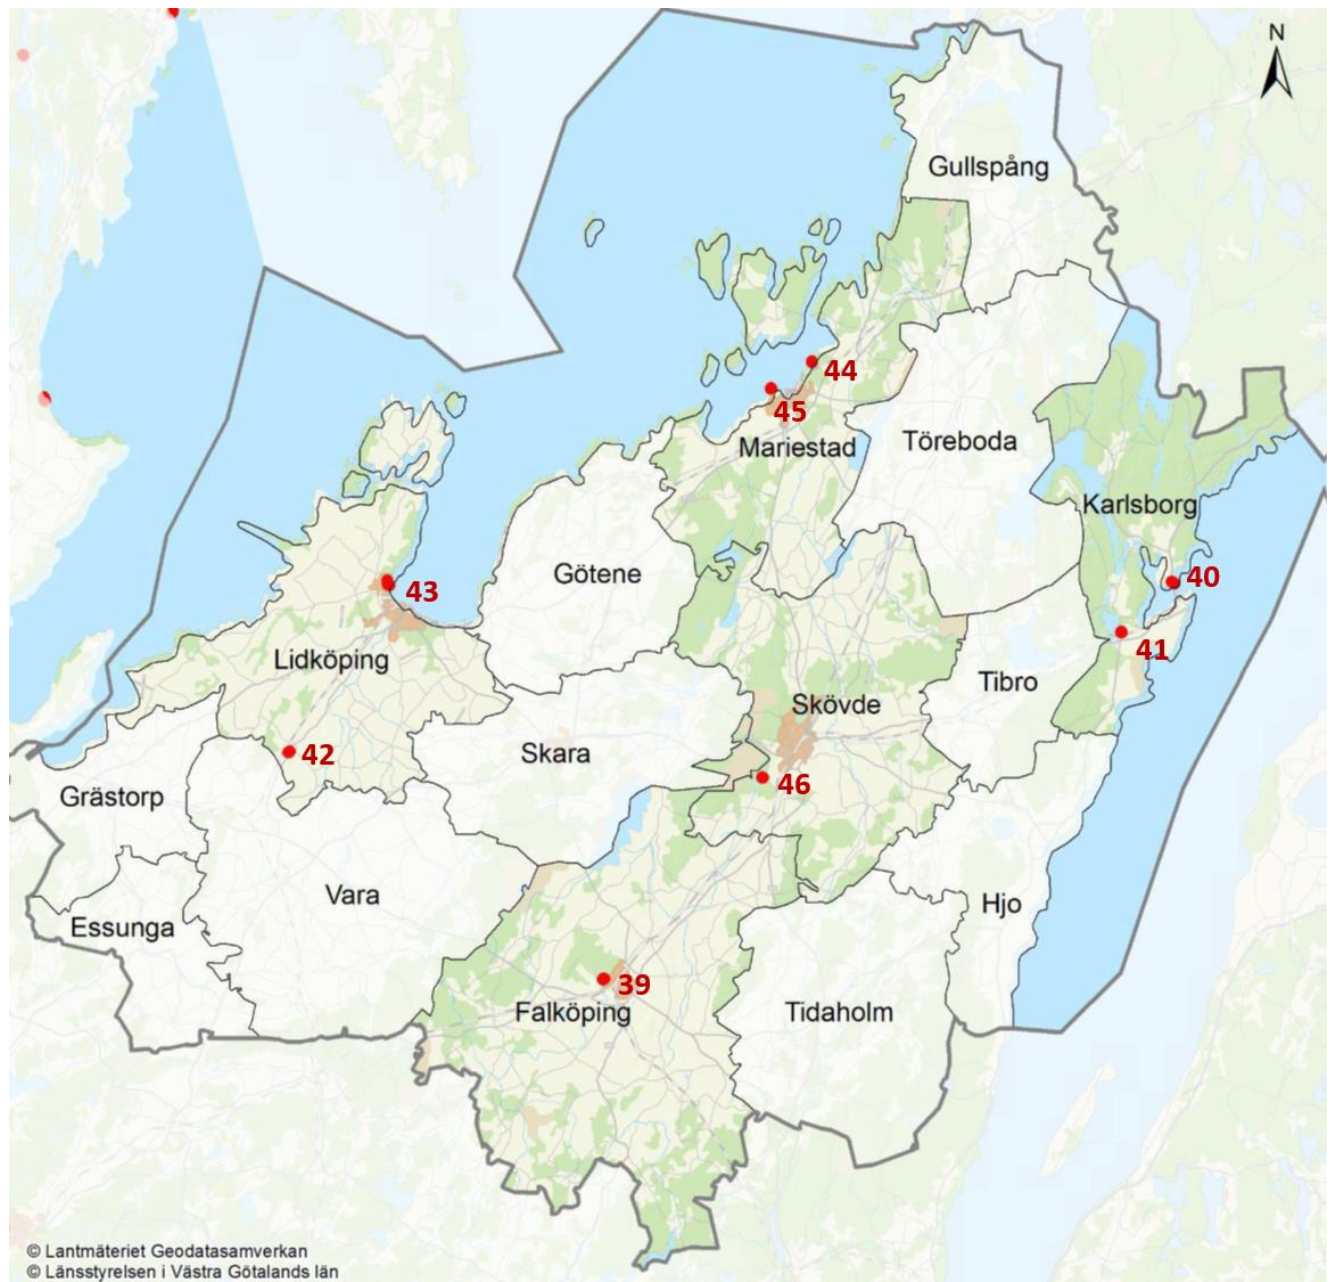 N
Gullspång
44
45
Mariestad
Töreboda
Karlsborg
Götene
40
43
41
Lidköping
Tibro
Skövde
42
Skara
46
Grästorp
Vara
Hjo
Essunga
39
Falköping
Tidaholm
© Lantmäteriet Geodatasamverkan
© Länsstyrelsen i Västra Götalands län